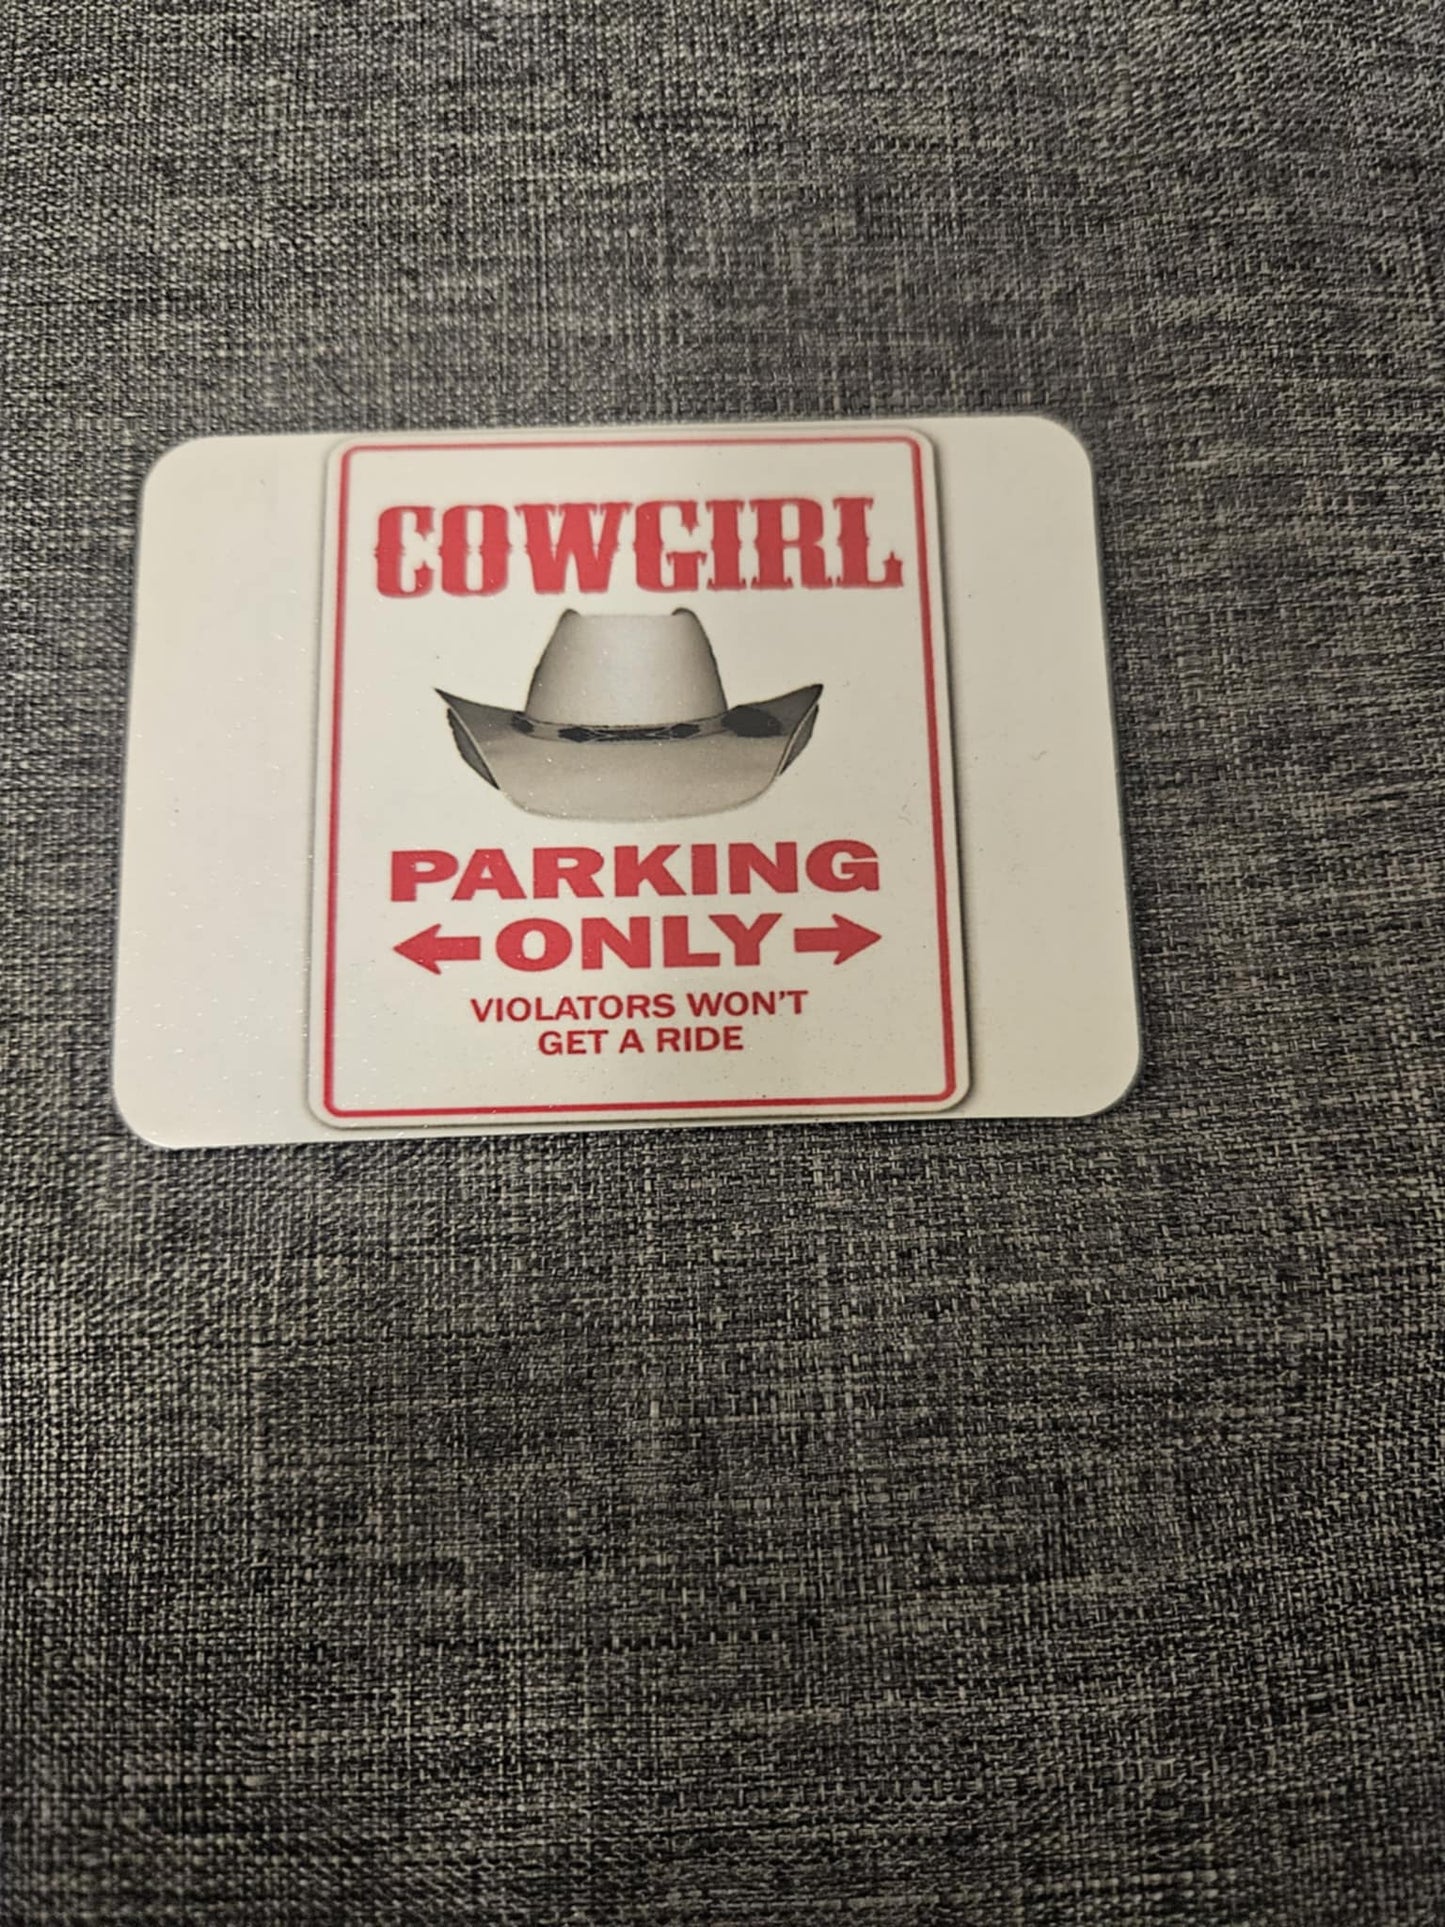 COWGIRL
PARKING
←ONLY→
VIOLATORS WON'T
GET A RIDE